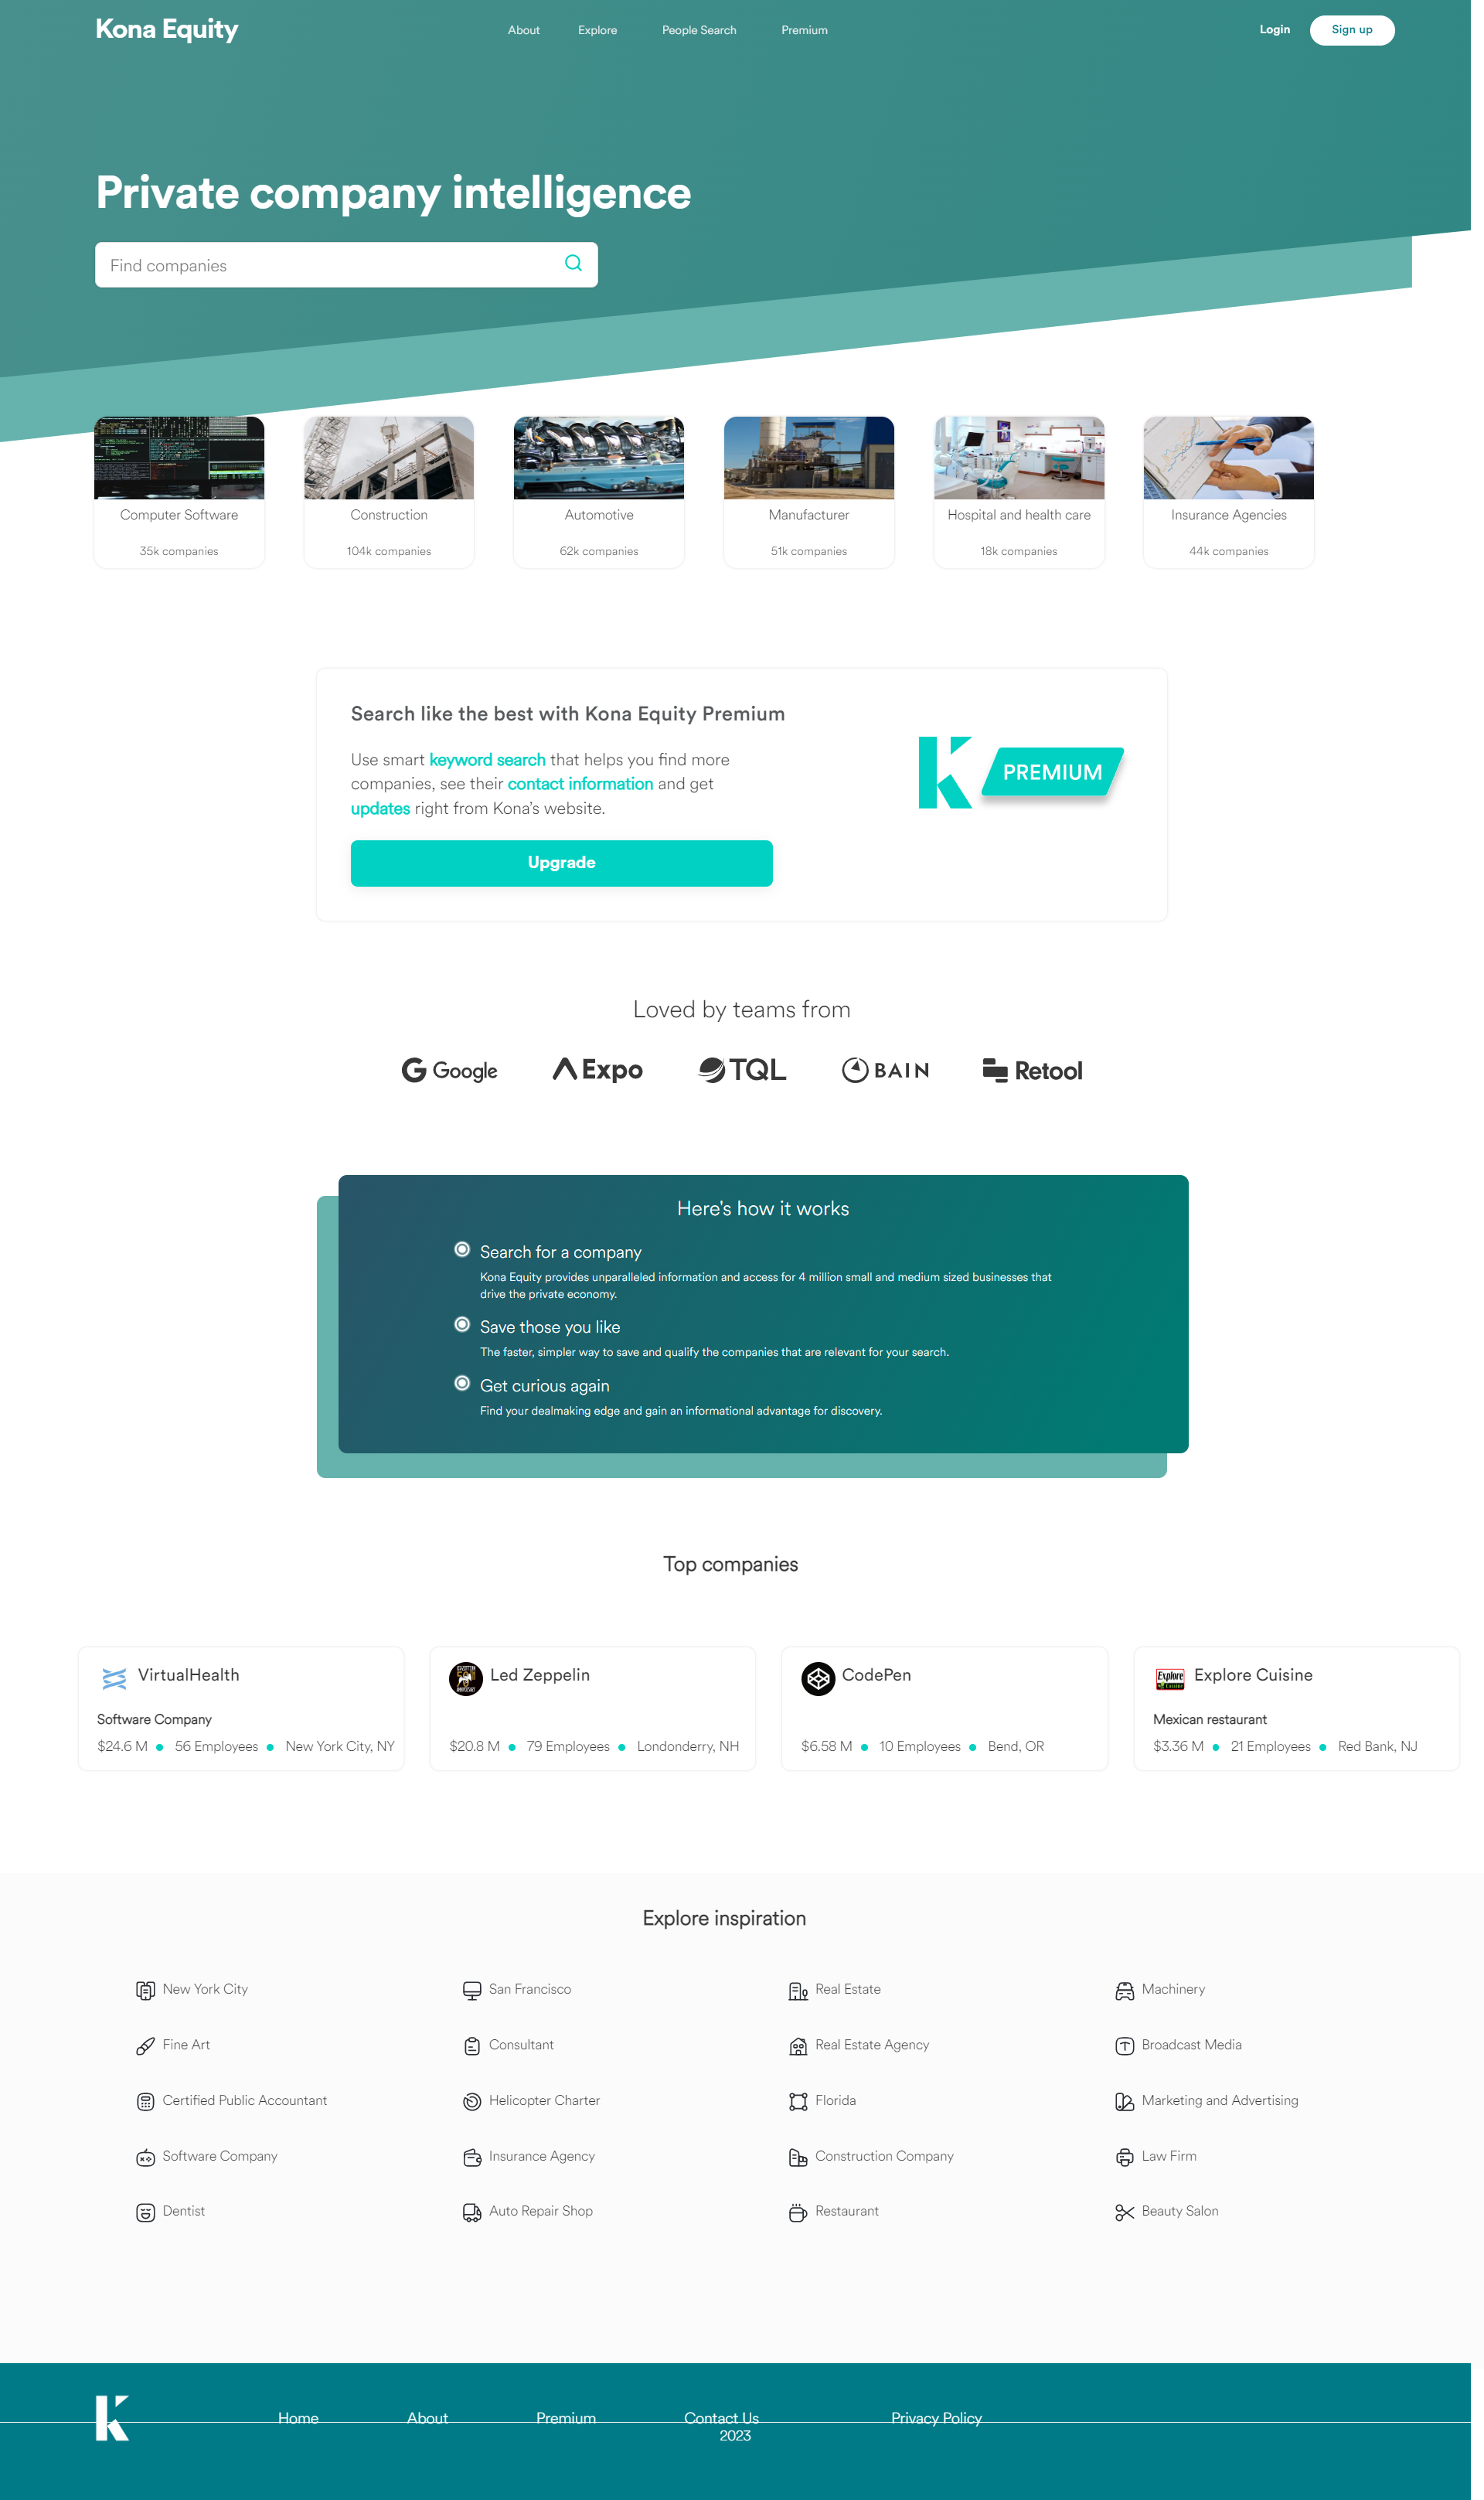 Kona Equity
About
Explore
People Search
Premium
Login
Sign up
Private company intelligence
Find companies
Computer Software
35k companies
Construction
104k companies
Automotive
62k companies
Manufacturer
51k companies
Hospital and health care
18k companies
Insurance Agencies
44k companies
Search like the best with Kona Equity Premium
Use smart keyword search that helps you find more
companies, see their contact information and get
updates right from Kona’s website.
Upgrade
K PREMIUM
Loved by teams from
G Google
Expo
TQL
BAIN
Retool
Here's how it works
Search for a company
Kona Equity provides unparalleled information and access for 4 million small and medium sized businesses that
drive the private economy.
Save those you like
The faster, simpler way to save and qualify the companies that are relevant for your search.
Get curious again
Find your dealmaking edge and gain an informational advantage for discovery.
Top companies
VirtualHealth
Software Company
$24.6 M • 56 Employees • New York City, NY
Led Zeppelin
$20.8 M • 79 Employees • Londonderry, NH
CodePen
$6.58 M • 10 Employees • Bend, OR
Explore Cuisine
Explore Cuisine
Mexican restaurant
$3.36 M • 21 Employees • Red Bank, NJ
Explore inspiration
New York City
San Francisco
Real Estate
Machinery
Fine Art
Consultant
Real Estate Agency
Broadcast Media
Certified Public Accountant
Helicopter Charter
Florida
Marketing and Advertising
Software Company
Insurance Agency
Construction Company
Law Firm
Dentist
Auto Repair Shop
Restaurant
Beauty Salon
K
Home
About
Premium
Contact Us
Privacy Policy
2023